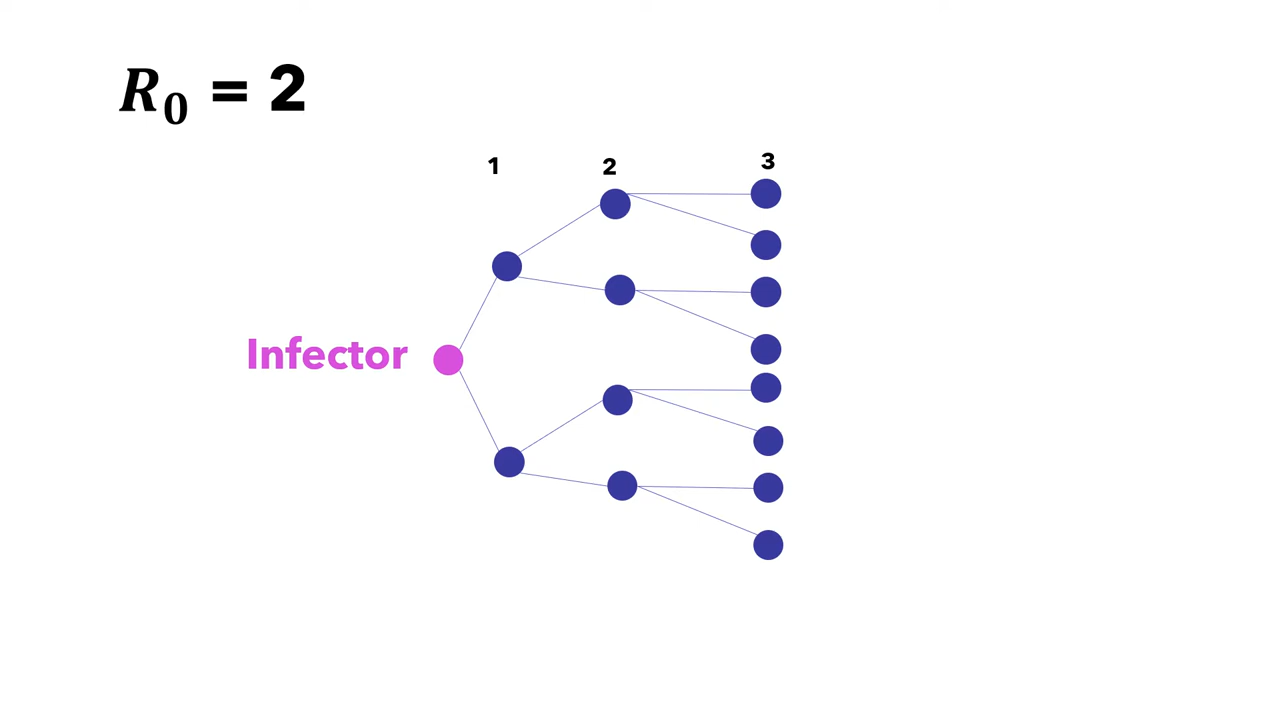 R₀ = 2
1 2 3
Infector